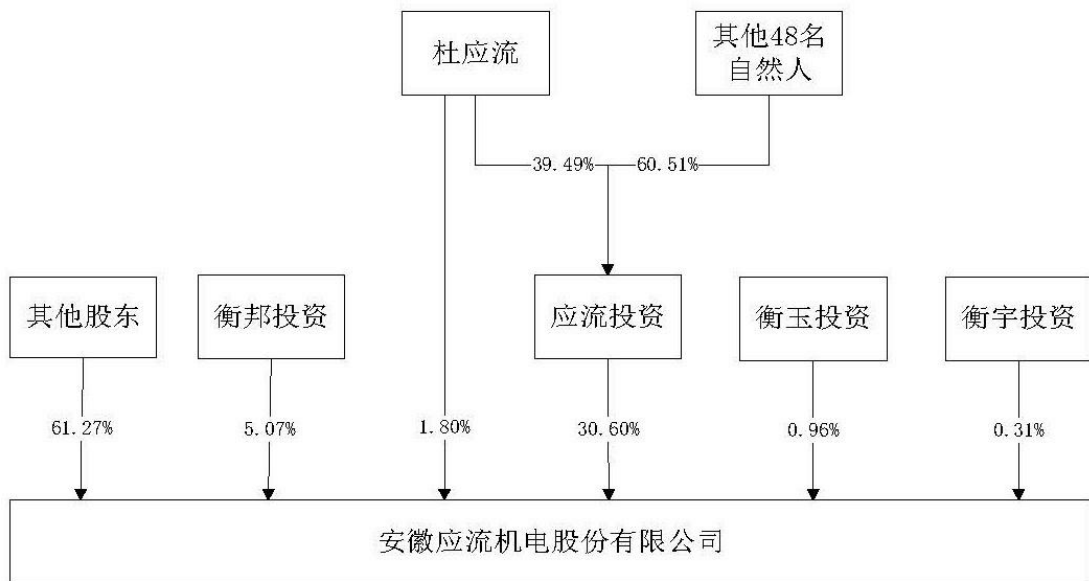 杜应流
其他48名
自然人
39.49%
60.51%
其他股东
衡邦投资
应流投资
衡玉投资
衡宇投资
61.27%
5.07%
1.80%
30.60%
0.96%
0.31%
安徽应流机电股份有限公司